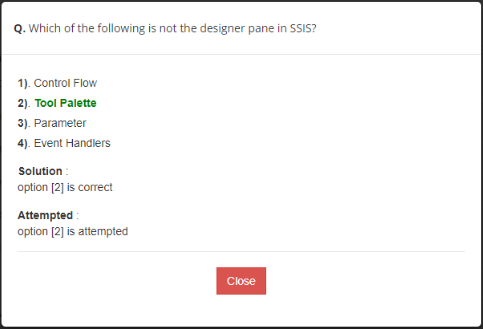 Q. Which of the following is not the designer pane in SSIS?
1). Control Flow
2). Tool Palette
3). Parameter
4). Event Handlers
Solution :
option [2] is correct
Attempted :
option [2] is attempted
Close